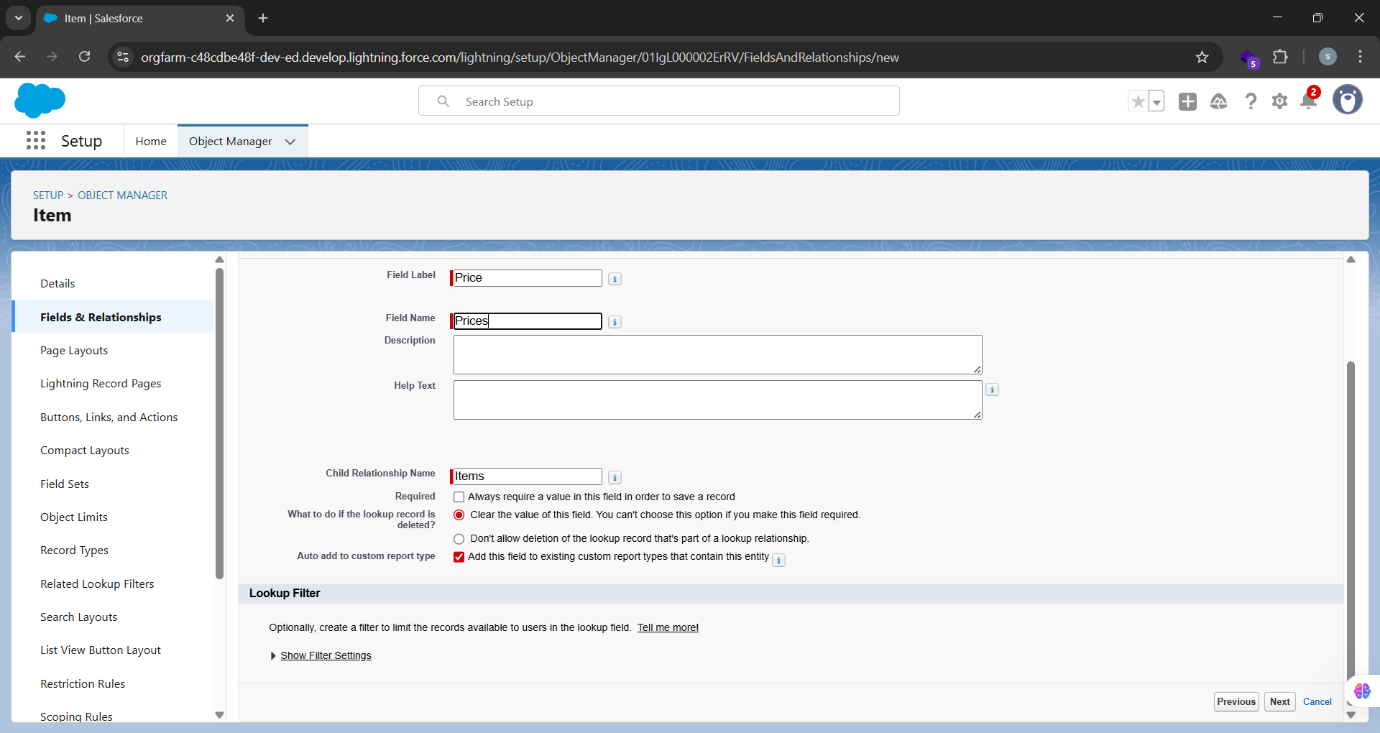 Item | Salesforce
orgfarm-c48cdbe48f-dev-ed.develop.lightning.force.com/lightning/setup/ObjectManager/01IgL000002ErRV/FieldsAndRelationships/new
S
5
Search Setup
2
Setup
Home
Object Manager
SETUP > OBJECT MANAGER
Item
Details
Fields & Relationships
Page Layouts
Lightning Record Pages
Buttons, Links, and Actions
Compact Layouts
Field Sets
Object Limits
Record Types
Related Lookup Filters
Search Layouts
List View Button Layout
Restriction Rules
Scoping Rules
Field Label Price
Field Name Prices
Description
Help Text
Child Relationship Name Items
Required Always require a value in this field in order to save a record
What to do if the lookup record is deleted? Clear the value of this field. You can't choose this option if you make this field required.
Don't allow deletion of the lookup record that's part of a lookup relationship.
Auto add to custom report type Add this field to existing custom report types that contain this entity
Lookup Filter
Optionally, create a filter to limit the records available to users in the lookup field. Tell me more!
Show Filter Settings
Previous Next Cancel